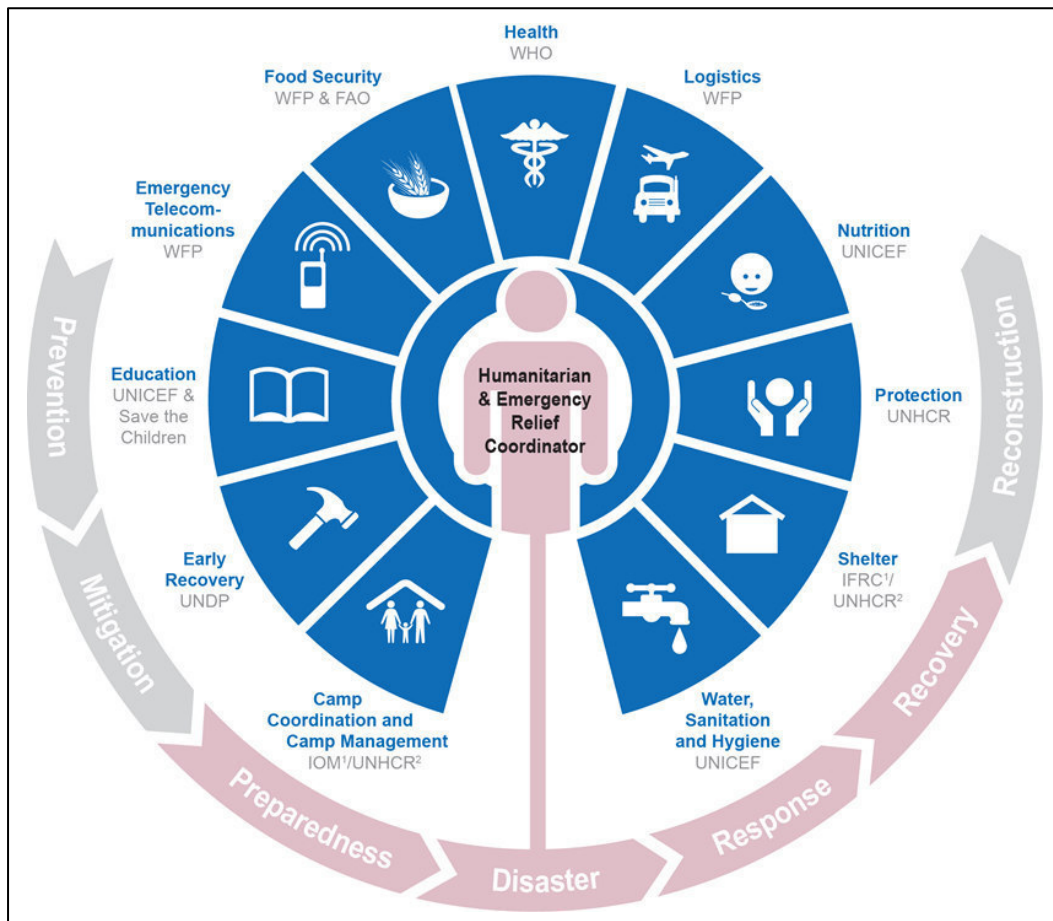 Health
WHO
Logistics
WFP
Nutrition
UNICEF
Protection
UNHCR
Shelter
IFRC¹/
UNHCR²
Water,
Sanitation
and Hygiene
UNICEF
Camp
Coordination and
Camp Management
IOM¹/UNHCR²
Early
Recovery
UNDP
Education
UNICEF &
Save the
Children
Emergency
Telecom-
munications
WFP
Food Security
WFP & FAO
Humanitarian
& Emergency
Relief
Coordinator
Prevention
Mitigation
Preparedness
Disaster
Response
Recovery
Reconstruction